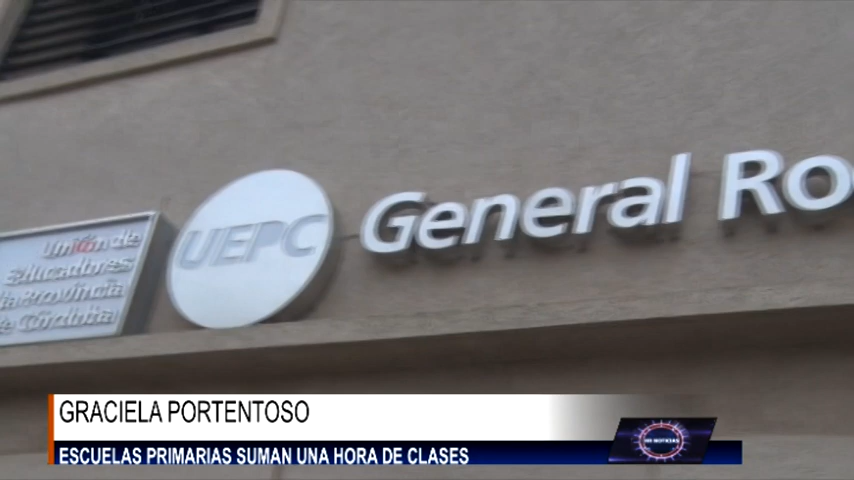 Unión de
Educadores
la Provincia
de Córdoba
UEPC
General Ro
GRACIELA PORTENTOSO
ESCUELAS PRIMARIAS SUMAN UNA HORA DE CLASES
NOTICIAS